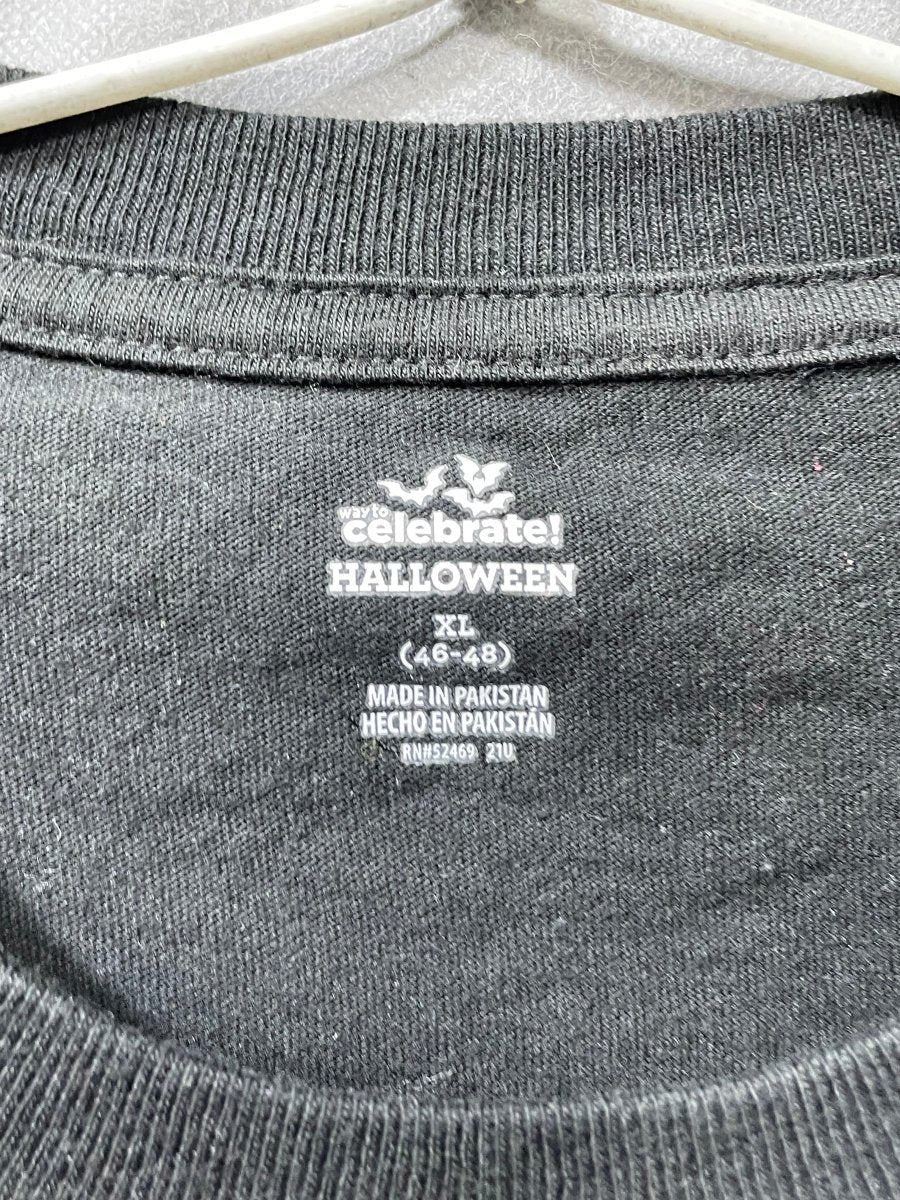 way to
celebrate!
HALLOWEEN
XL
(46-48)
MADE IN PAKISTAN
HECHO EN PAKISTÁN
RN#52469 21U